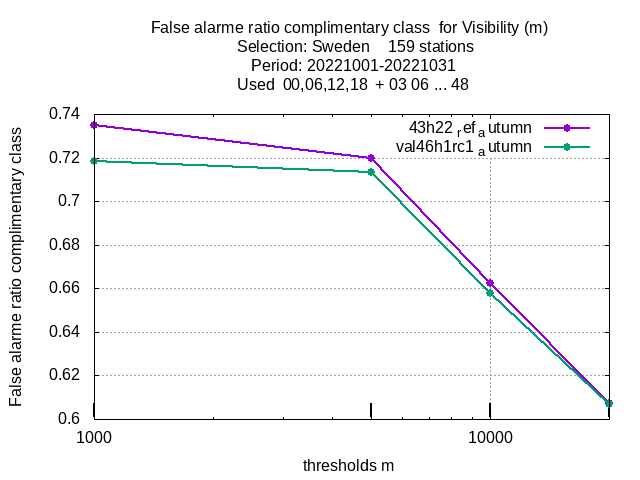 False alarme ratio complimentary class  for Visibility (m)
Selection: Sweden    159 stations
Period: 20221001-20221031
Used  00,06,12,18  + 03 06 ... 48
43h22 ref a utumn
val46h1rc1 a utumn
0.74
0.72
0.7
0.68
0.66
0.64
0.62
0.6
False alarme ratio complimentary class
1000
10000
thresholds m